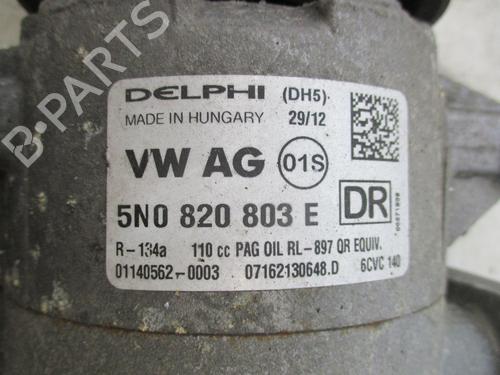 DELPHI (DH5)
MADE IN HUNGARY 29/12
VW AG 01S
5N0 820 803 E DR
R-134a 110 cc PAG OIL RL-897 OR EQUIV.
01140562-0003 07162130648.D 6CVC 140
B-PARTS